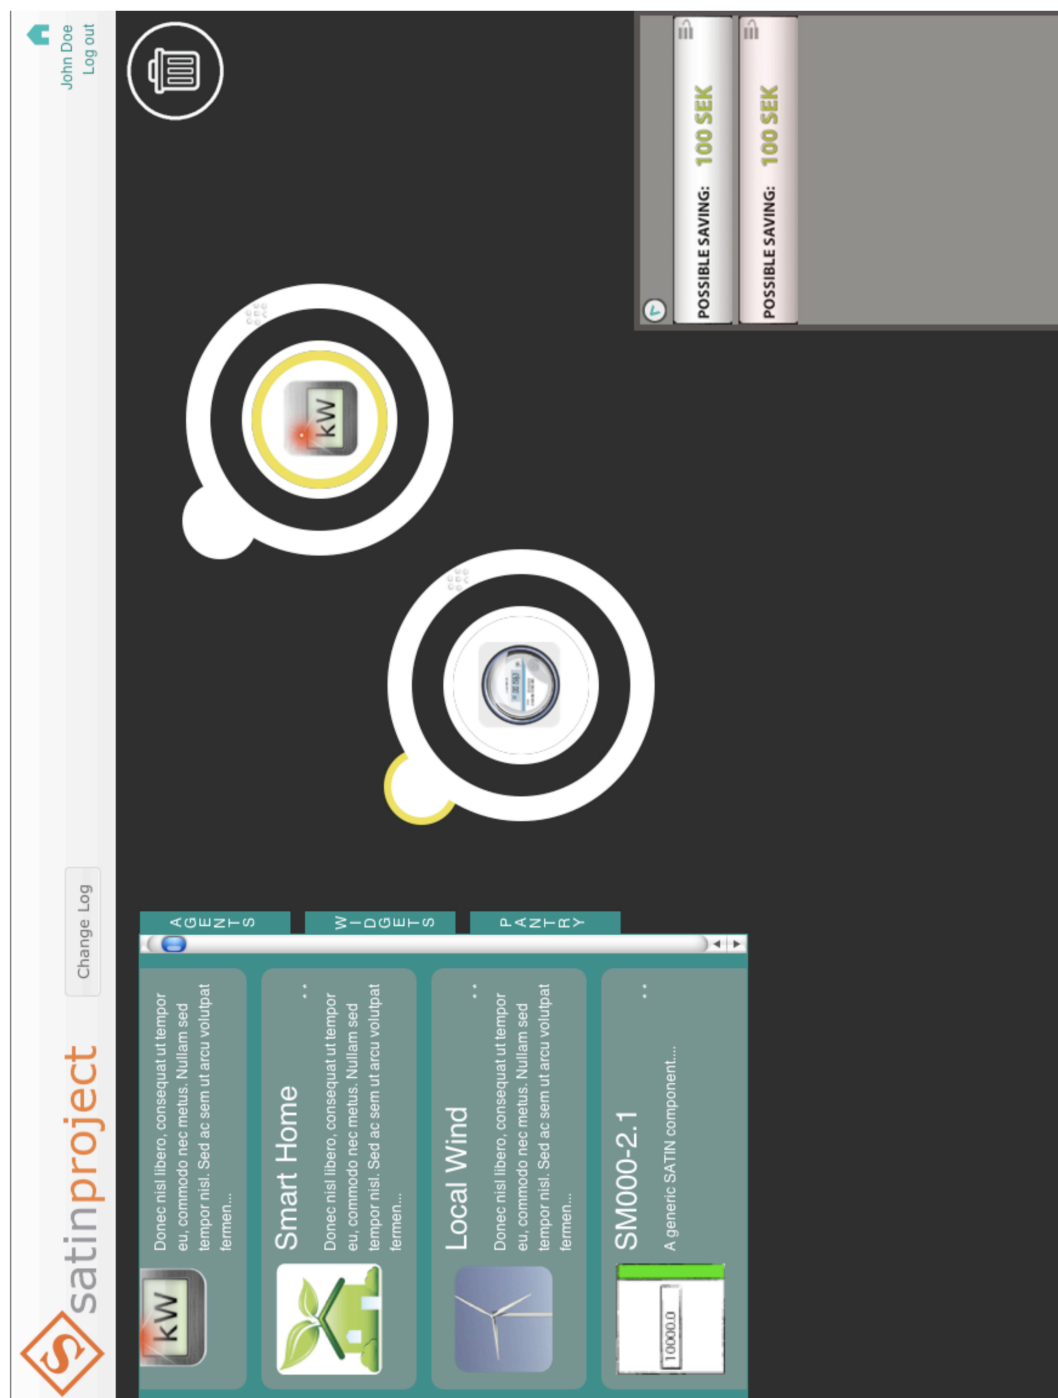 satinproject
Change Log
John Doe
Log out
kW
Donec nisl libero, consequat ut tempor
eu, commodo nec metus. Nullam sed
tempor nisl. Sed ac sem ut arcu volutpat
fermen...
Smart Home
Donec nisl libero, consequat ut tempor
eu, commodo nec metus. Nullam sed
tempor nisl. Sed ac sem ut arcu volutpat
fermen...
Local Wind
Donec nisl libero, consequat ut tempor
eu, commodo nec metus. Nullam sed
tempor nisl. Sed ac sem ut arcu volutpat
fermen...
SM000-2.1
A generic SATIN component....
10000.0
AGENTS
WIDGETS
PANTRY
kW
POSSIBLE SAVING: 100 SEK
POSSIBLE SAVING: 100 SEK